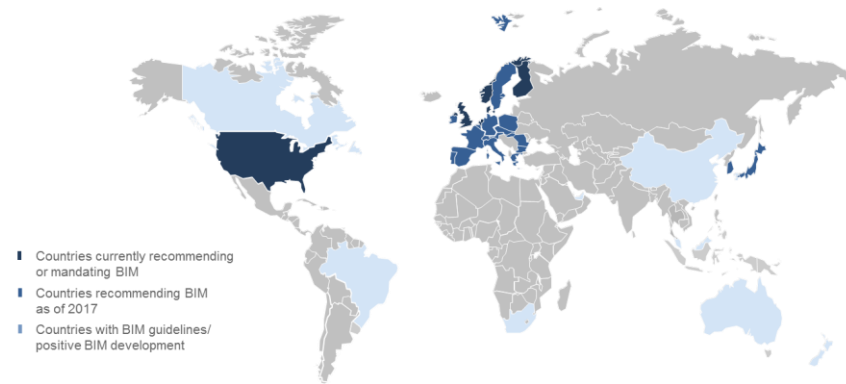 Countries currently recommending
or mandating BIM
Countries recommending BIM
as of 2017
Countries with BIM guidelines/
positive BIM development